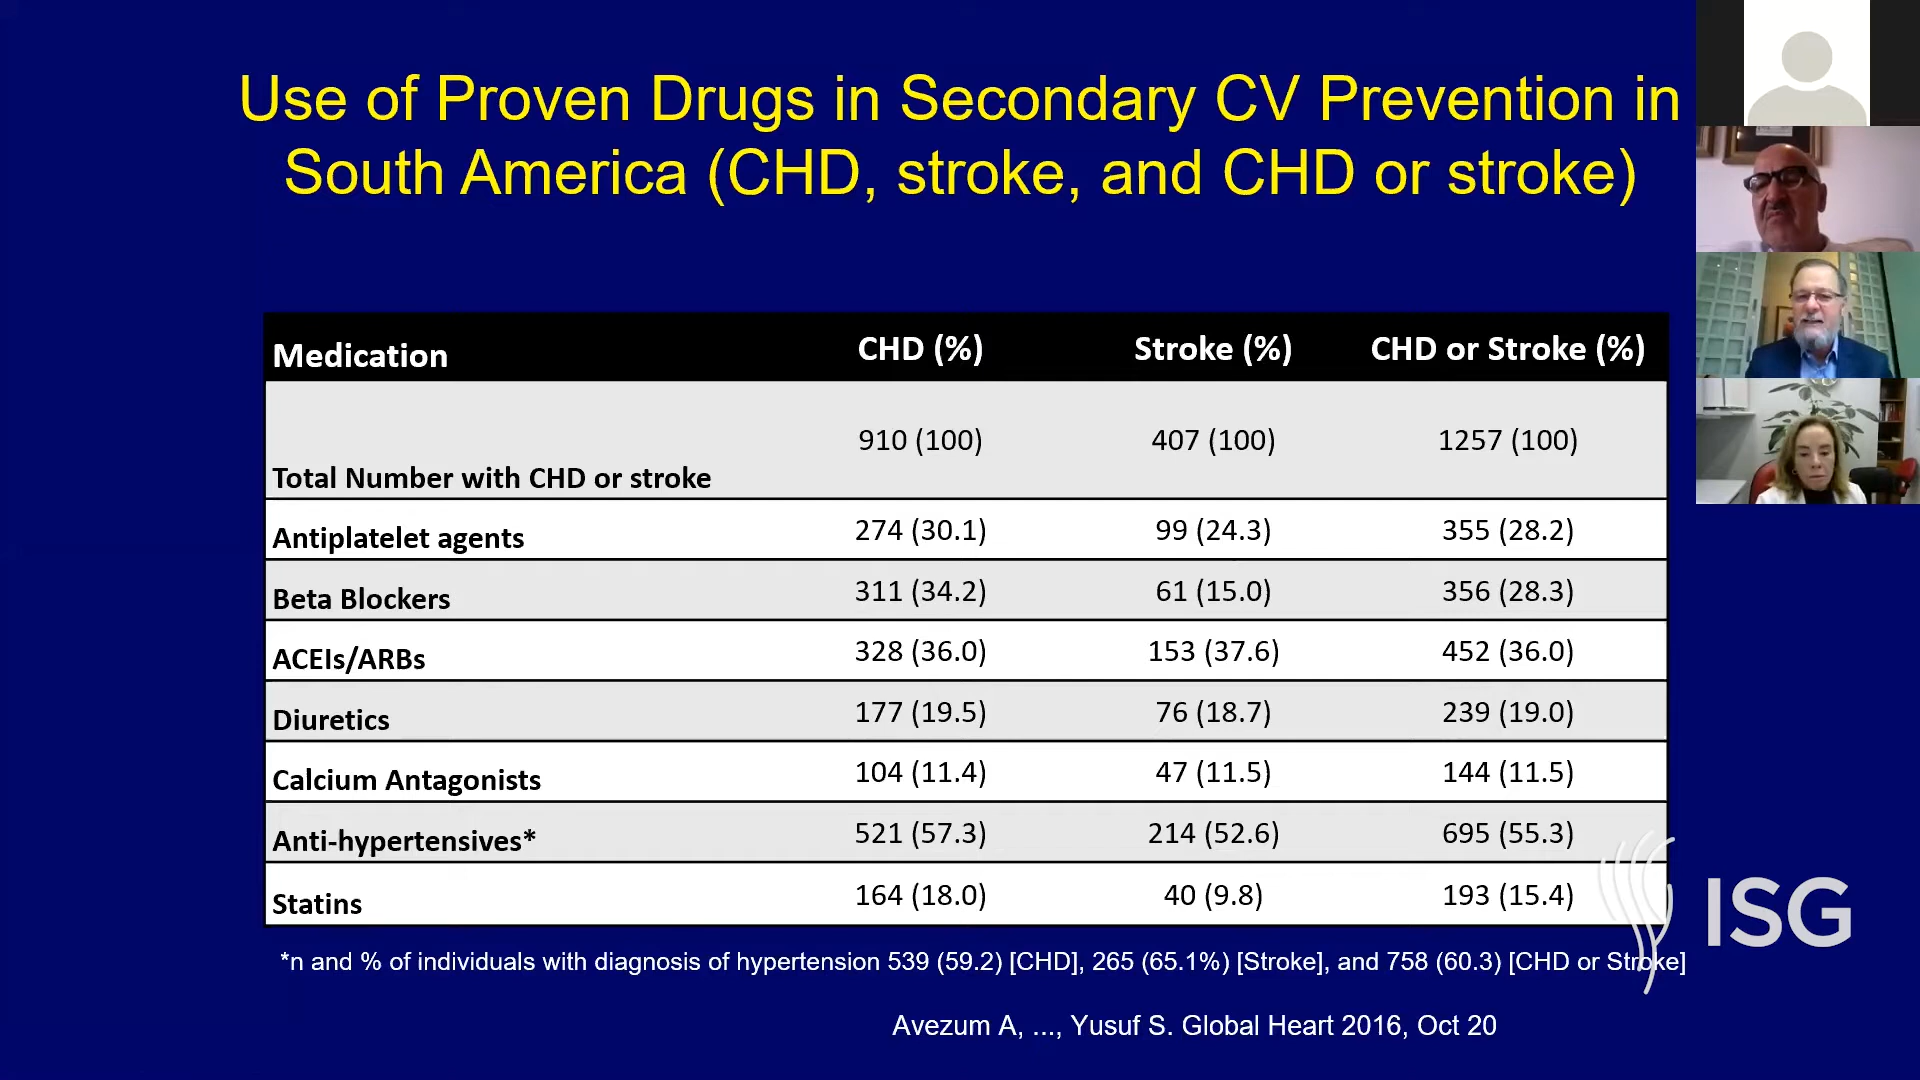 Use of Proven Drugs in Secondary CV Prevention in
South America (CHD, stroke, and CHD or stroke)
Medication CHD (%) Stroke (%) CHD or Stroke (%)
Total Number with CHD or stroke 910 (100) 407 (100) 1257 (100)
Antiplatelet agents 274 (30.1) 99 (24.3) 355 (28.2)
Beta Blockers 311 (34.2) 61 (15.0) 356 (28.3)
ACEIs/ARBs 328 (36.0) 153 (37.6) 452 (36.0)
Diuretics 177 (19.5) 76 (18.7) 239 (19.0)
Calcium Antagonists 104 (11.4) 47 (11.5) 144 (11.5)
Anti-hypertensives* 521 (57.3) 214 (52.6) 695 (55.3)
Statins 164 (18.0) 40 (9.8) 193 (15.4)
ISG
*n and % of individuals with diagnosis of hypertension 539 (59.2) [CHD], 265 (65.1%) [Stroke], and 758 (60.3) [CHD or Stroke]
Avezum A, ..., Yusuf S. Global Heart 2016, Oct 20